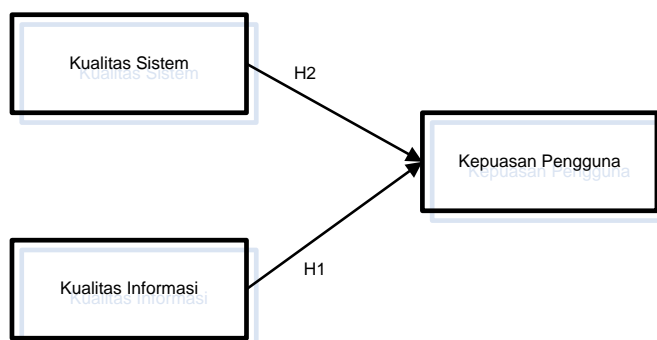 Kualitas Sistem
H2
Kepuasan Pengguna
H1
Kualitas Informasi